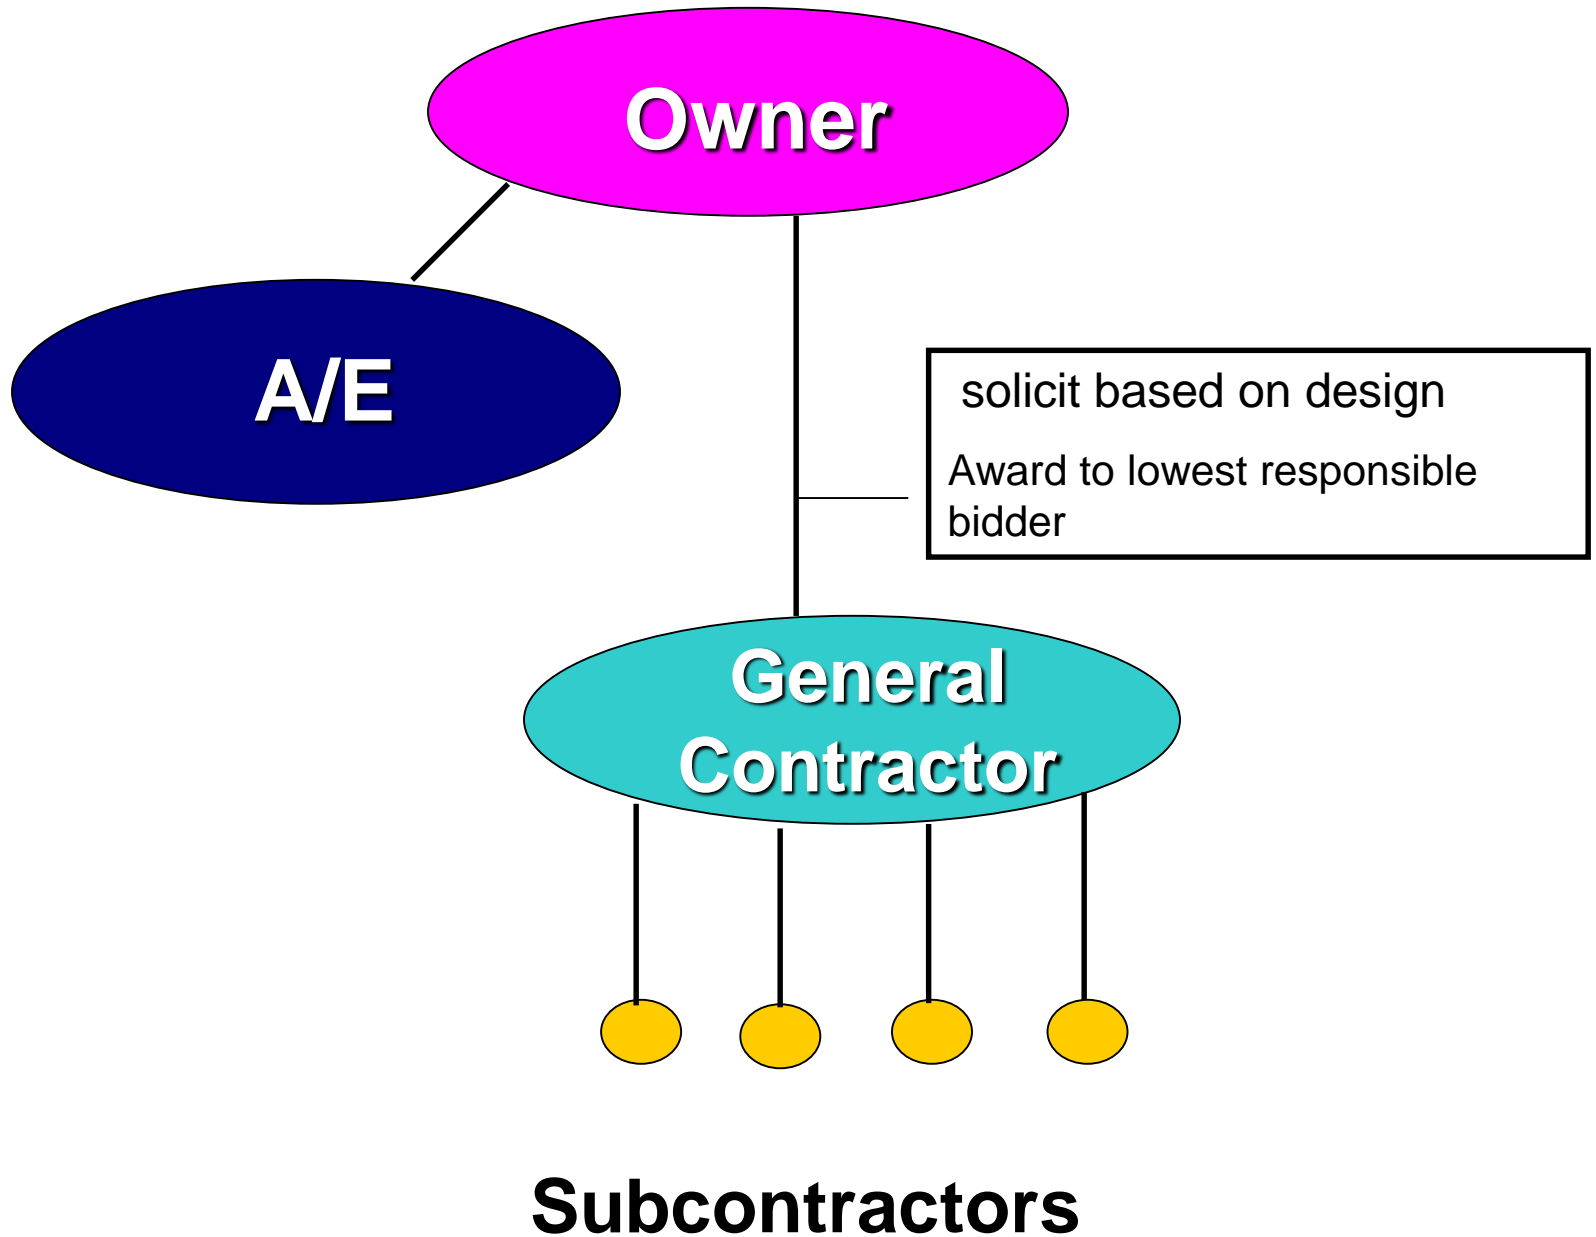 Owner
A/E
solicit based on design
Award to lowest responsible
bidder
General
Contractor
Subcontractors